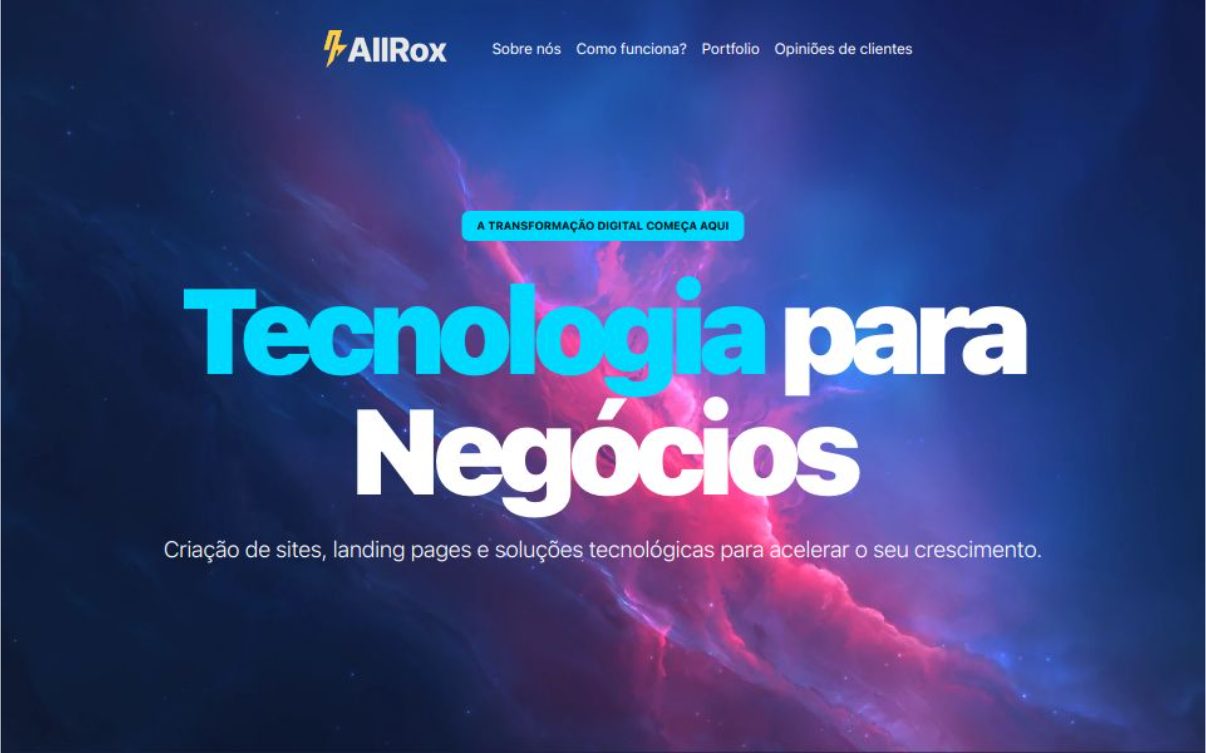 AllRox
Sobre nós Como funciona? Portfolio Opiniões de clientes
A TRANSFORMAÇÃO DIGITAL COMEÇA AQUI
Tecnologia para
Negócios
Criação de sites, landing pages e soluções tecnológicas para acelerar o seu crescimento.